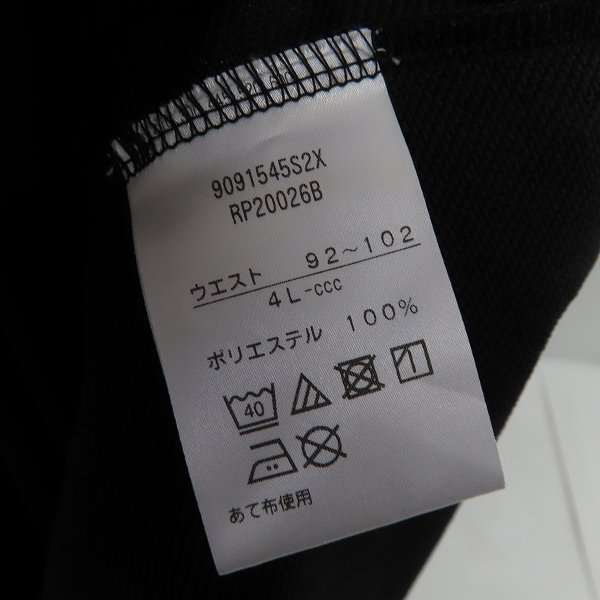 9091545S2X
RP20026B
ウエスト 92～102
4L-ccc
ポリエステル 100%
40
あて布使用